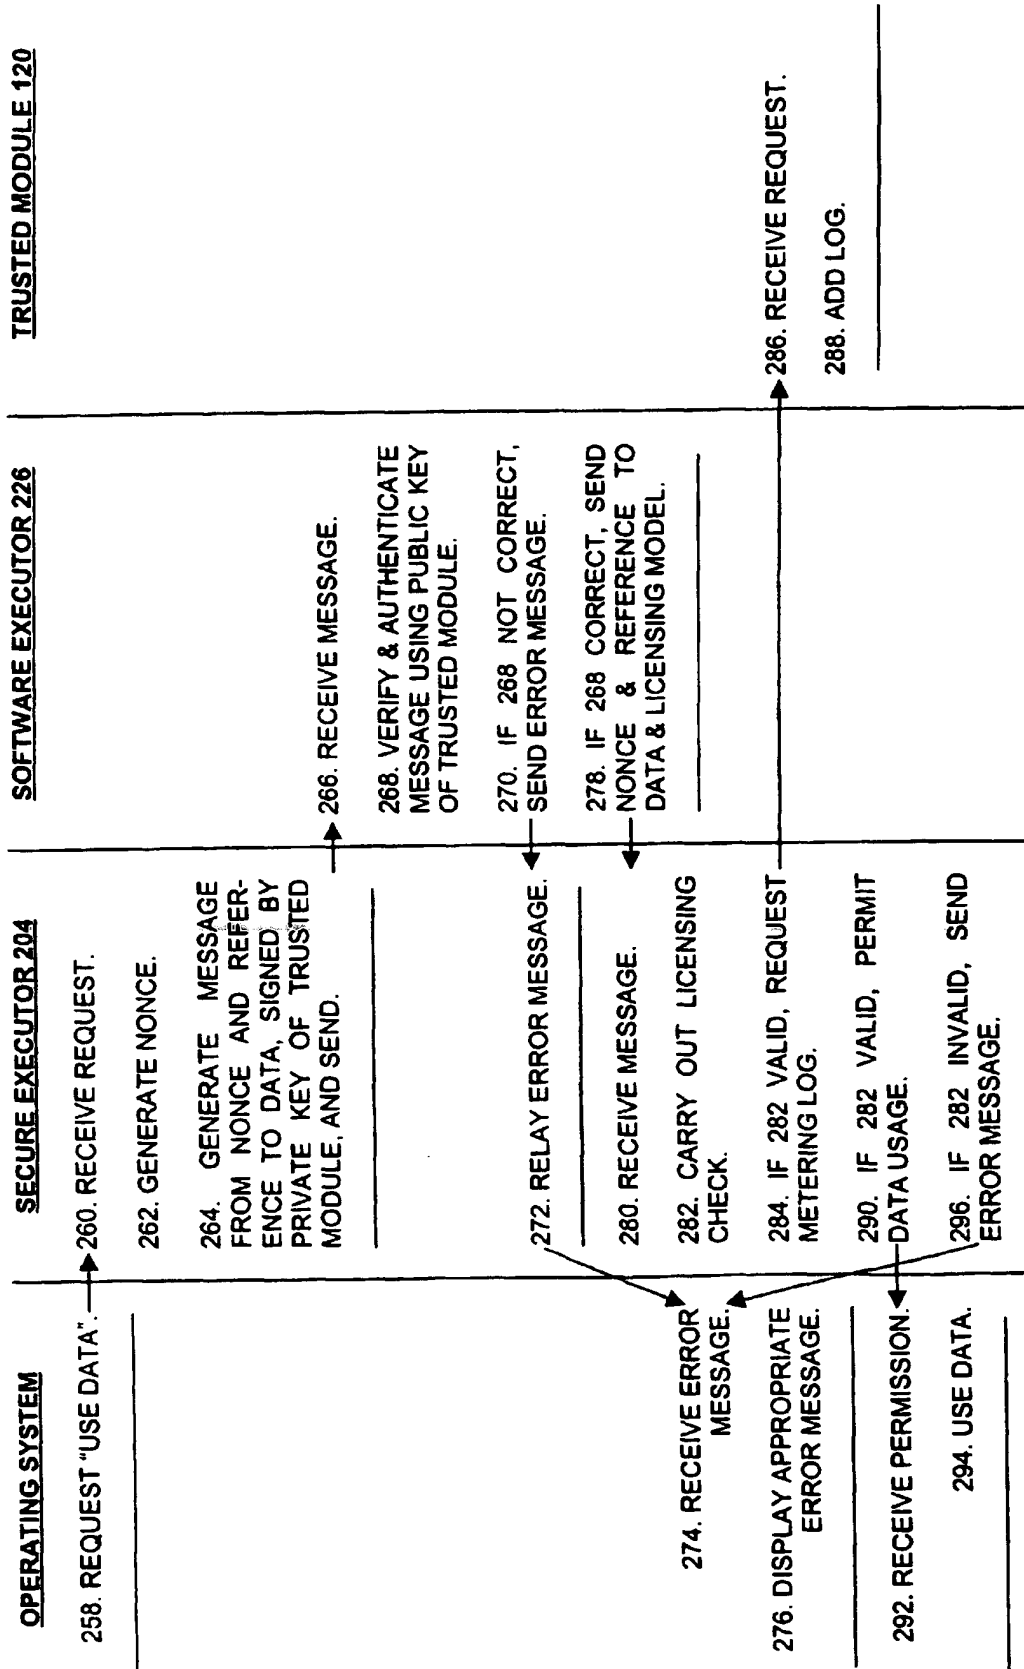 OPERATING SYSTEM
258. REQUEST "USE DATA".
274. RECEIVE ERROR
MESSAGE.
276. DISPLAY APPROPRIATE
ERROR MESSAGE.
292. RECEIVE PERMISSION.
294. USE DATA.
SECURE EXECUTOR 204
260. RECEIVE REQUEST.
262. GENERATE NONCE.
264. GENERATE MESSAGE
FROM NONCE AND REFER-
ENCE TO DATA, SIGNED BY
PRIVATE KEY OF TRUSTED
MODULE, AND SEND.
272. RELAY ERROR MESSAGE.
280. RECEIVE MESSAGE.
282. CARRY OUT LICENSING
CHECK.
284. IF 282 VALID, REQUEST
METERING LOG.
290. IF 282 VALID, PERMIT
DATA USAGE.
296. IF 282 INVALID, SEND
ERROR MESSAGE.
SOFTWARE EXECUTOR 226
266. RECEIVE MESSAGE.
268. VERIFY & AUTHENTICATE
MESSAGE USING PUBLIC KEY
OF TRUSTED MODULE.
270. IF 268 NOT CORRECT,
SEND ERROR MESSAGE.
278. IF 268 CORRECT, SEND
NONCE & REFERENCE TO
DATA & LICENSING MODEL.
TRUSTED MODULE 120
286. RECEIVE REQUEST.
288. ADD LOG.